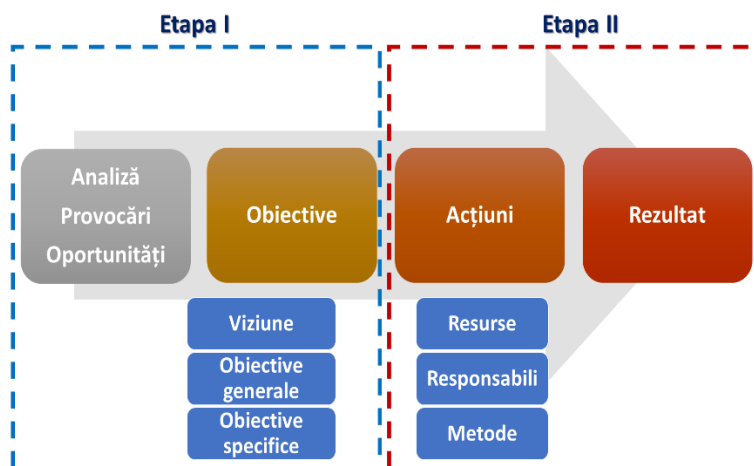 Etapa I
Etapa II
Analiză
Provocări
Oportunități
Obiective
Acțiuni
Rezultat
Viziune
Obiective
generale
Obiective
specifice
Resurse
Responsabili
Metode